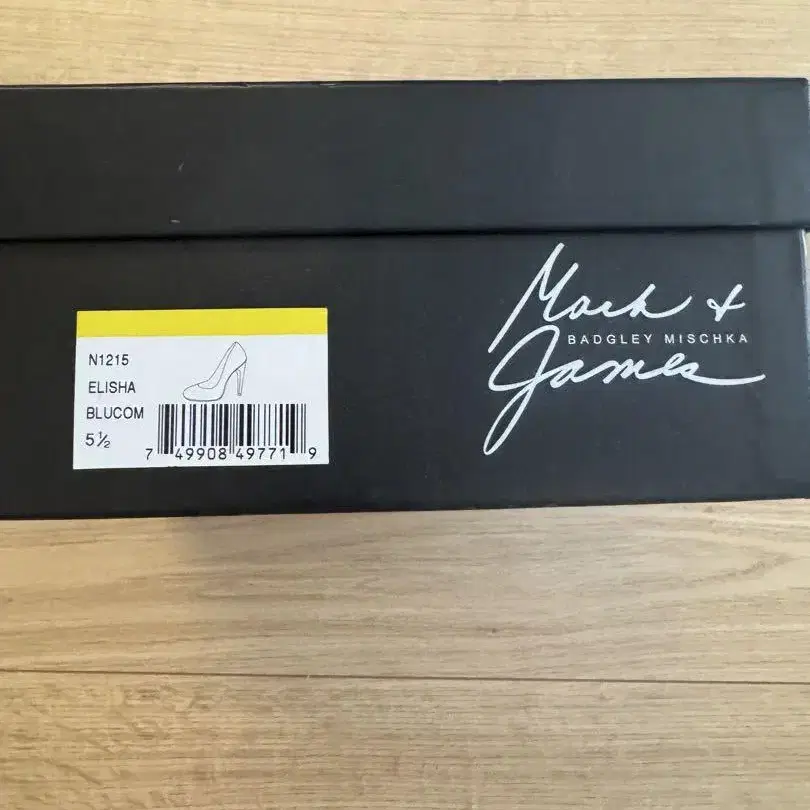 N1215
ELISHA
BLUCOM
5½
7 49908 49771 9
Mark +
BADGLEY MISCHKA
James